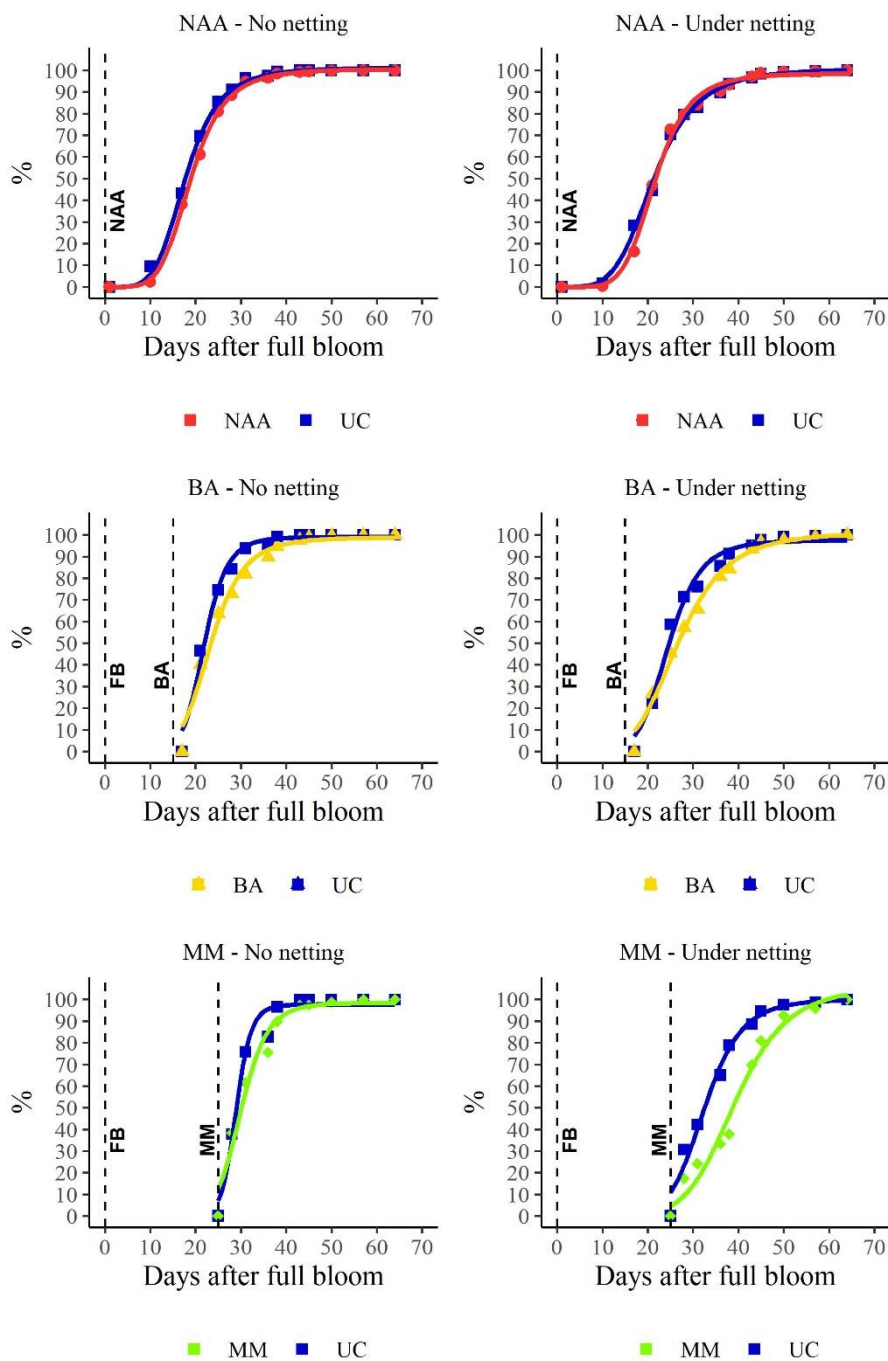 NAA - No netting
NAA - Under netting
100
90
80
70
60
50
40
30
20
10
0
%
NAA
0 10 20 30 40 50 60 70
Days after full bloom
NAA UC
100
90
80
70
60
50
40
30
20
10
0
%
NAA
0 10 20 30 40 50 60 70
Days after full bloom
NAA UC
BA - No netting
BA - Under netting
100
90
80
70
60
50
40
30
20
10
0
%
FB
BA
0 10 20 30 40 50 60 70
Days after full bloom
BA UC
100
90
80
70
60
50
40
30
20
10
0
%
FB
BA
0 10 20 30 40 50 60 70
Days after full bloom
BA UC
MM - No netting
MM - Under netting
100
90
80
70
60
50
40
30
20
10
0
%
FB
MM
0 10 20 30 40 50 60 70
Days after full bloom
MM UC
100
90
80
70
60
50
40
30
20
10
0
%
FB
MM
0 10 20 30 40 50 60 70
Days after full bloom
MM UC